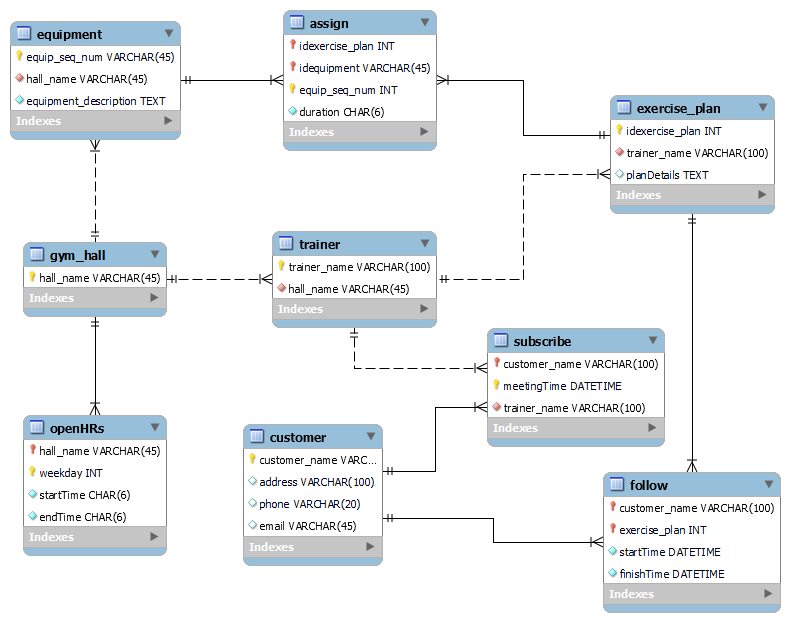 equipment
equip_seq_num VARCHAR(45)
hall_name VARCHAR(45)
equipment_description TEXT
Indexes
assign
idexercise_plan INT
idequipment VARCHAR(45)
equip_seq_num INT
duration CHAR(6)
Indexes
exercise_plan
idexercise_plan INT
trainer_name VARCHAR(100)
planDetails TEXT
Indexes
gym_hall
hall_name VARCHAR(45)
Indexes
trainer
trainer_name VARCHAR(100)
hall_name VARCHAR(45)
Indexes
subscribe
customer_name VARCHAR(100)
meetingTime DATETIME
trainer_name VARCHAR(100)
Indexes
openHRs
hall_name VARCHAR(45)
weekday INT
startTime CHAR(6)
endTime CHAR(6)
Indexes
customer
customer_name VARC...
address VARCHAR(100)
phone VARCHAR(20)
email VARCHAR(45)
Indexes
follow
customer_name VARCHAR(100)
exercise_plan INT
startTime DATETIME
finishTime DATETIME
Indexes